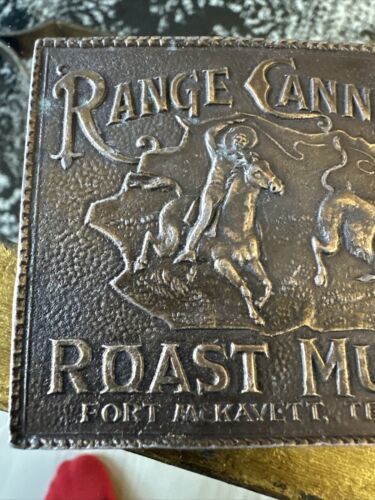 RANGE CANN
ROAST MU
FORT MCKAVETT, TE